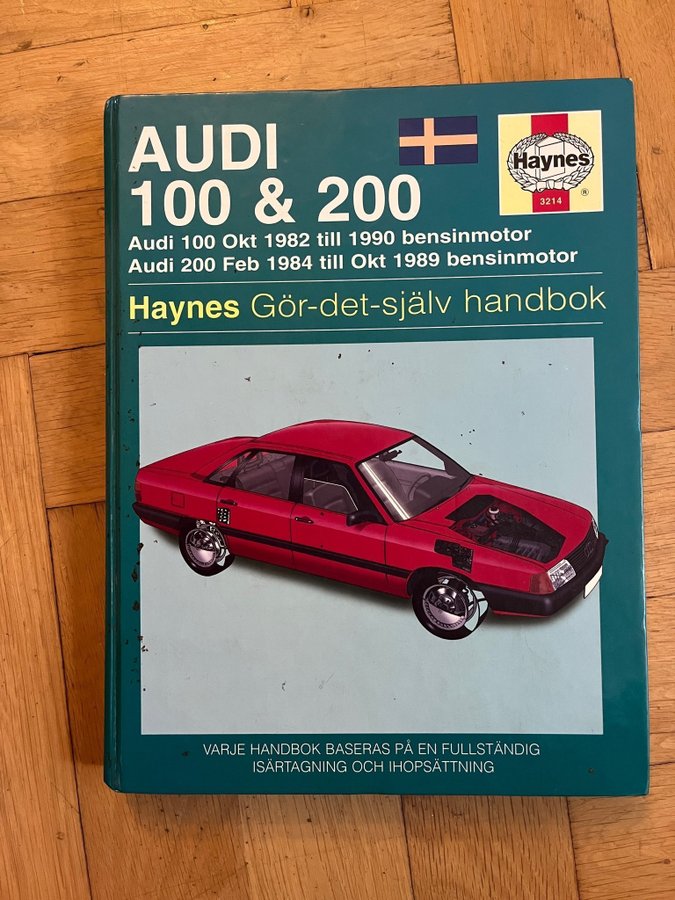 AUDI
100 & 200
Haynes
3214
®
Audi 100 Okt 1982 till 1990 bensinmotor
Audi 200 Feb 1984 till Okt 1989 bensinmotor
Haynes Gör-det-själv handbok
VARJE HANDBOK BASERAS PÅ EN FULLSTÄNDIG
ISÄRTAGNING OCH IHOPSÄTTNING